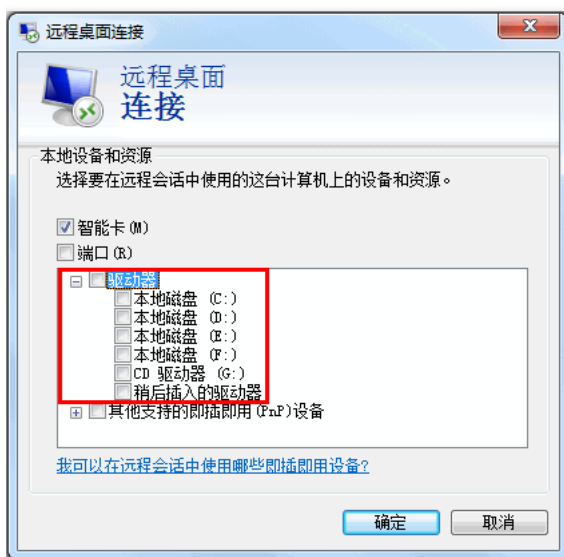 远程桌面连接
远程桌面
连接
本地设备和资源
选择要在远程会话中使用的这台计算机上的设备和资源。
智能卡(M)
端口(R)
驱动器
本地磁盘 (C:)
本地磁盘 (D:)
本地磁盘 (E:)
本地磁盘 (F:)
CD 驱动器 (G:)
稍后插入的驱动器
其他支持的即插即用(PnP)设备
我可以在远程会话中使用哪些即插即用设备?
确定
取消